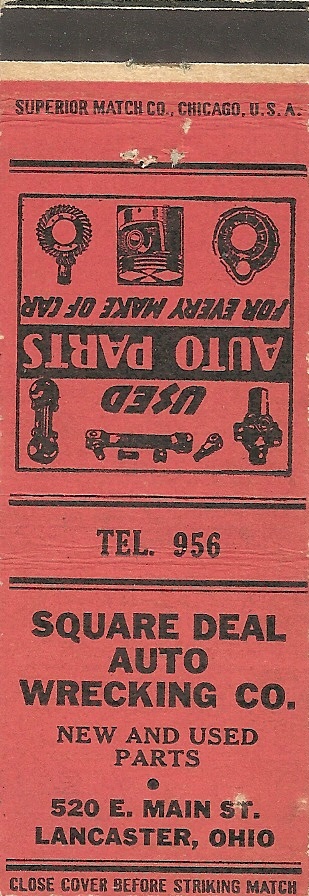 SUPERIOR MATCH CO., CHICAGO, U.S.A.
USED
AUTO PARTS
FOR EVERY MAKE OF CAR
TEL. 956
SQUARE DEAL
AUTO
WRECKING CO.
NEW AND USED
PARTS
520 E. MAIN ST.
LANCASTER, OHIO
CLOSE COVER BEFORE STRIKING MATCH